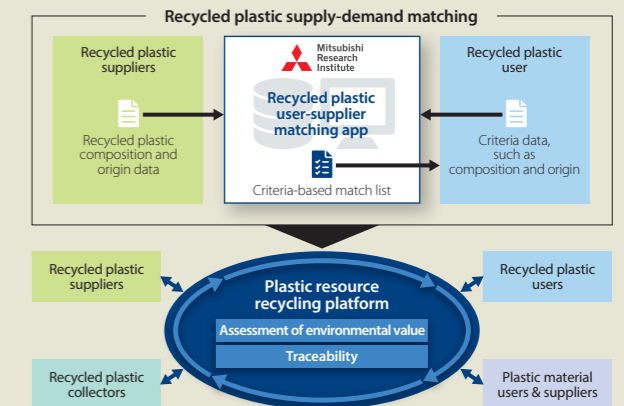 Recycled plastic supply-demand matching
Recycled plastic
suppliers
Recycled plastic
composition and
origin data
Mitsubishi
Research
Institute
Recycled plastic
user-supplier
matching app
Criteria-based match list
Recycled plastic
user
Criteria data,
such as
composition and origin
Recycled plastic
suppliers
Plastic resource
recycling platform
Assessment of environmental value
Traceability
Recycled plastic
users
Recycled plastic
collectors
Plastic material
users & suppliers